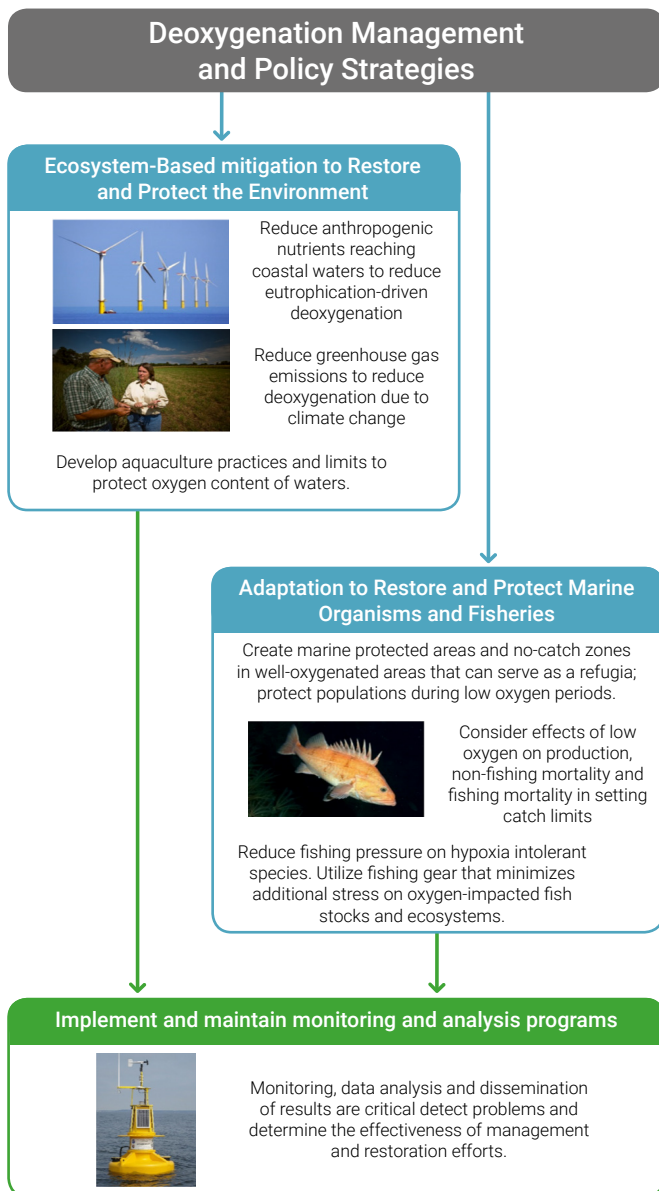 Deoxygenation Management
and Policy Strategies
Ecosystem-Based mitigation to Restore
and Protect the Environment
Reduce anthropogenic
nutrients reaching
coastal waters to reduce
eutrophication-driven
deoxygenation
Reduce greenhouse gas
emissions to reduce
deoxygenation due to
climate change
Develop aquaculture practices and limits to
protect oxygen content of waters.
Adaptation to Restore and Protect Marine
Organisms and Fisheries
Create marine protected areas and no-catch zones
in well-oxygenated areas that can serve as a refugia;
protect populations during low oxygen periods.
Consider effects of low
oxygen on production,
non-fishing mortality and
fishing mortality in setting
catch limits
Reduce fishing pressure on hypoxia intolerant
species. Utilize fishing gear that minimizes
additional stress on oxygen-impacted fish
stocks and ecosystems.
Implement and maintain monitoring and analysis programs
Monitoring, data analysis and dissemination
of results are critical detect problems and
determine the effectiveness of management
and restoration efforts.